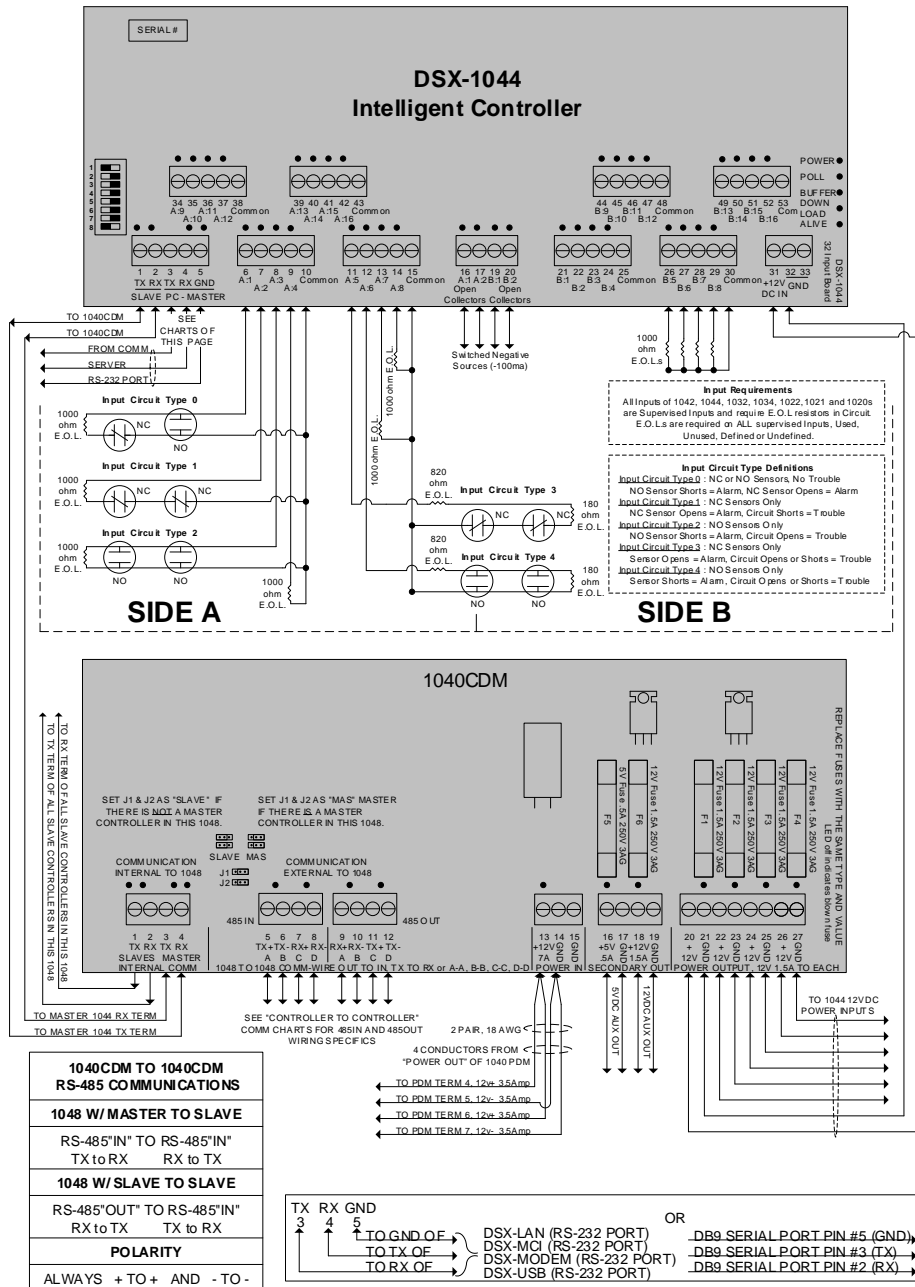 SERIAL #
DSX-1044
Intelligent Controller
1
2
3
4
5
6
7
8
34 35 36 37 38
A:9 A:11 Common
A:10 A:12
39 40 41 42 43
A:13 A:15 Common
A:14 A:16
44 45 46 47 48
B:9 B:11 Common
B:10 B:12
49 50 51 52 53
B:13 B:15 Com
B:14 B:16
POWER
POLL
BUFFER
DOWN
LOAD
ALIVE
DSX-1044
32 Input Board
1 2 3 4 5
TX RX TX RX GND
SLAVE PC - MASTER
6 7 8 9 10
A:1 A:3 Common
A:2 A:4
11 12 13 14 15
A:5 A:7 Common
A:6 A:8
16 17 19 20
A:1 A:2 B:1 B:2
Open Open
Collectors Collectors
21 22 23 24 25
B:1 B:3 Common
B:2 B:4
26 27 28 29 30
B:5 B:7 Common
B:6 B:8
31 32 33
+12V GND
DC IN
TO 1040CDM
TO 1040CDM
FROM COMM
SERVER
RS-232 PORT
SEE
CHARTS OF
THIS PAGE
1000 ohm E.O.L.
1000 ohm E.O.L.
Switched Negative
Sources (-100ma)
1000
ohm
E.O.L.s
Input Requirements
All Inputs of 1042, 1044, 1032, 1034, 1022, 1021 and 1020s
are Supervised Inputs and require E.O.L resistors in Circuit.
E.O.L.s are required on ALL supervised Inputs, Used,
Unused, Defined or Undefined.
Input Circuit Type Definitions
Input Circuit Type 0 : NC or NO Sensors, No Trouble
NO Sensor Shorts = Alarm, NC Sensor Opens = Alarm
Input Circuit Type 1 : NC Sensors Only
NC Sensor Opens = Alarm, Circuit Shorts = Trouble
Input Circuit Type 2 : NO Sensors Only
NO Sensor Shorts = Alarm, Circuit Opens = Trouble
Input Circuit Type 3 : NC Sensors Only
Sensor Opens = Alarm, Circuit Opens or Shorts = Trouble
Input Circuit Type 4 : NO Sensors Only
Sensor Shorts = Alarm, Circuit Opens or Shorts = Trouble
Input Circuit Type 0
1000
ohm
E.O.L.
NC
NO
Input Circuit Type 1
1000
ohm
E.O.L.
NC
NC
Input Circuit Type 2
1000
ohm
E.O.L.
NO
NO
1000
ohm
E.O.L.
820
ohm
E.O.L.
Input Circuit Type 3
NC
NC
180
ohm
E.O.L.
820
ohm
E.O.L.
Input Circuit Type 4
NO
NO
180
ohm
E.O.L.
SIDE A
SIDE B
1040CDM
TO RX TERM OF ALL SLAVE CONTROLLERS IN THIS 1048
TO TX TERM OF ALL SLAVE CONTROLLERS IN THIS 1048
SET J1 & J2 AS "SLAVE" IF
THERE IS NOT A MASTER
CONTROLLER IN THIS 1048.
SET J1 & J2 AS "MAS" MASTER
IF THERE IS A MASTER
CONTROLLER IN THIS 1048.
SLAVE MAS
J1
J2
COMMUNICATION
INTERNAL TO 1048
COMMUNICATION
EXTERNAL TO 1048
485 IN
485 OUT
5V Fuse .5A 250V 3AG
F5
12V Fuse 1.5A 250V 3AG
F6
12V Fuse 1.5A 250V 3AG
F1
12V Fuse 1.5A 250V 3AG
F2
12V Fuse 1.5A 250V 3AG
F3
12V Fuse 1.5A 250V 3AG
F4
REPLACE FUSES WITH THE SAME TYPE AND VALUE
LED off indicates blown fuse
1 2 3 4
TX RX TX RX
SLAVES MASTER
INTERNAL COMM
5 6 7 8
TX+ TX- RX+ RX-
A B C D
9 10 11 12
RX+ RX- TX+ TX-
A B C D
1048 TO 1048 COMM-WIRE OUT TO IN, TX TO RX or A-A, B-B, C-C, D-D
13 14 15
+12V GND GND
7A
POWER IN
16 17 18 19
+5V GND +12V GND
.5A 1.5A
SECONDARY OUT
20 21 22 23 24 25 26 27
+ GND + GND + GND + GND
12V 12V 12V 12V
POWER OUTPUT, 12V 1.5A TO EACH
TO MASTER 1044 RX TERM
TO MASTER 1044 TX TERM
SEE "CONTROLLER TO CONTROLLER"
COMM CHARTS FOR 485IN AND 485OUT
WIRING SPECIFICS
2 PAIR, 18 AWG
4 CONDUCTORS FROM
"POWER OUT" OF 1040 PDM
TO PDM TERM 4, 12v+ 3.5Amp
TO PDM TERM 5, 12v- 3.5Amp
TO PDM TERM 6, 12v+ 3.5Amp
TO PDM TERM 7, 12v- 3.5Amp
5VDC AUX OUT
12VDC AUX OUT
TO 1044 12VDC
POWER INPUTS
1040CDM TO 1040CDM
RS-485 COMMUNICATIONS
1048 W/ MASTER TO SLAVE
RS-485"IN" TO RS-485"IN"
TX to RX RX to TX
1048 W/ SLAVE TO SLAVE
RS-485"OUT" TO RS-485"IN"
RX to TX TX to RX
POLARITY
ALWAYS + TO + AND - TO -
TX RX GND
3 4 5
TO GND OF
TO TX OF
TO RX OF
DSX-LAN (RS-232 PORT)
DSX-MCI (RS-232 PORT)
DSX-MODEM (RS-232 PORT)
DSX-USB (RS-232 PORT)
OR
DB9 SERIAL PORT PIN #5 (GND)
DB9 SERIAL PORT PIN #3 (TX)
DB9 SERIAL PORT PIN #2 (RX)